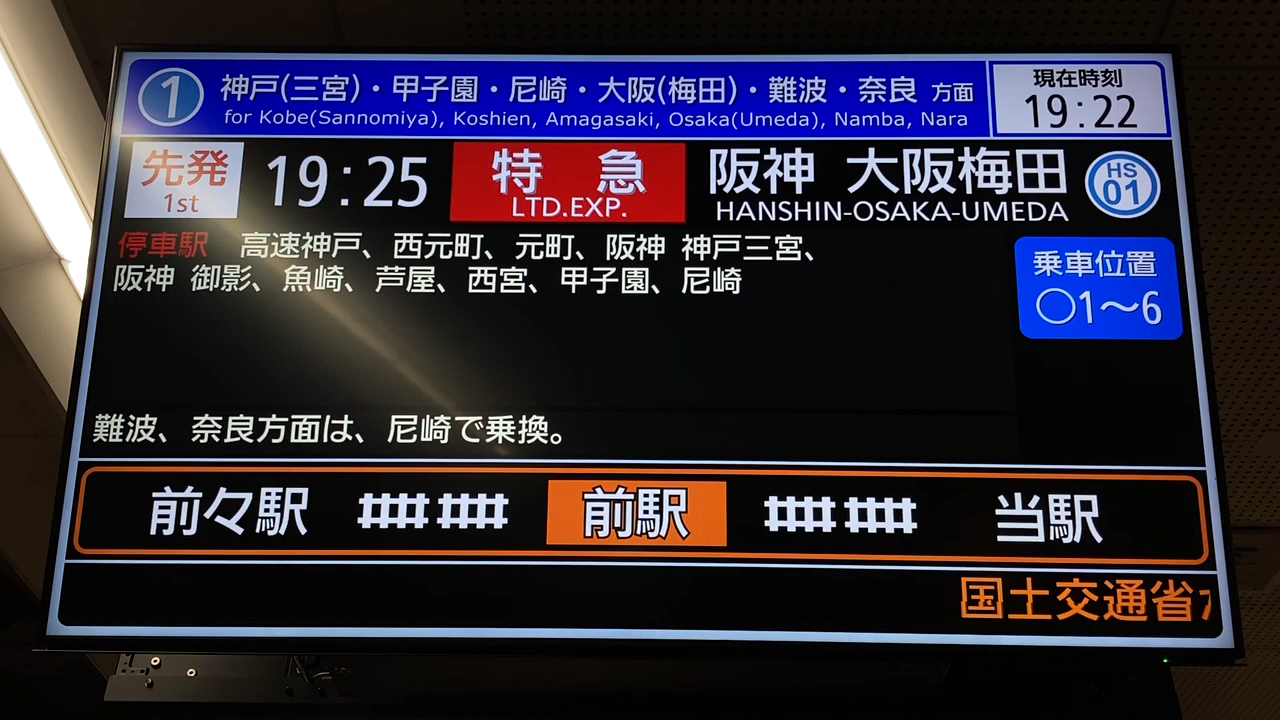 1 神戸(三宮)・甲子園・尼崎・大阪(梅田)・難波・奈良 方面
for Kobe(Sannomiya), Koshien, Amagasaki, Osaka(Umeda), Namba, Nara
現在時刻
19:22
先発
1st
19:25
特 急
LTD.EXP.
阪神 大阪梅田
HANSHIN-OSAKA-UMEDA
HS
01
停車駅 高速神戸、西元町、元町、阪神 神戸三宮、
阪神 御影、魚崎、芦屋、西宮、甲子園、尼崎
乗車位置
○1〜6
難波、奈良方面は、尼崎で乗換。
前々駅 前駅 当駅
国土交通省